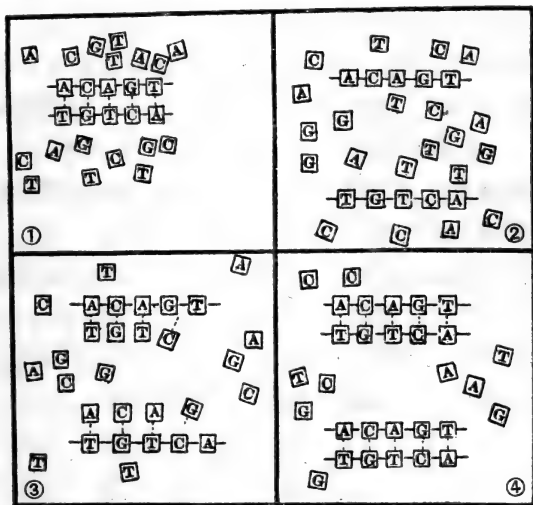 A C G T T A C A
A C A G T
T G T C A
C A G C G C
T T T
①
T C A
C A C A G T
A T C A
G G G
G A T T T G
T G T C A
C
C C A
②
T A
C A C A G T
T G T C A
A G C G G C
A C A G
T G T C A
T T
③
C C
A C A G T
T G T C A
T
T C A A
G G
A C A G T
T G T C A
G
④